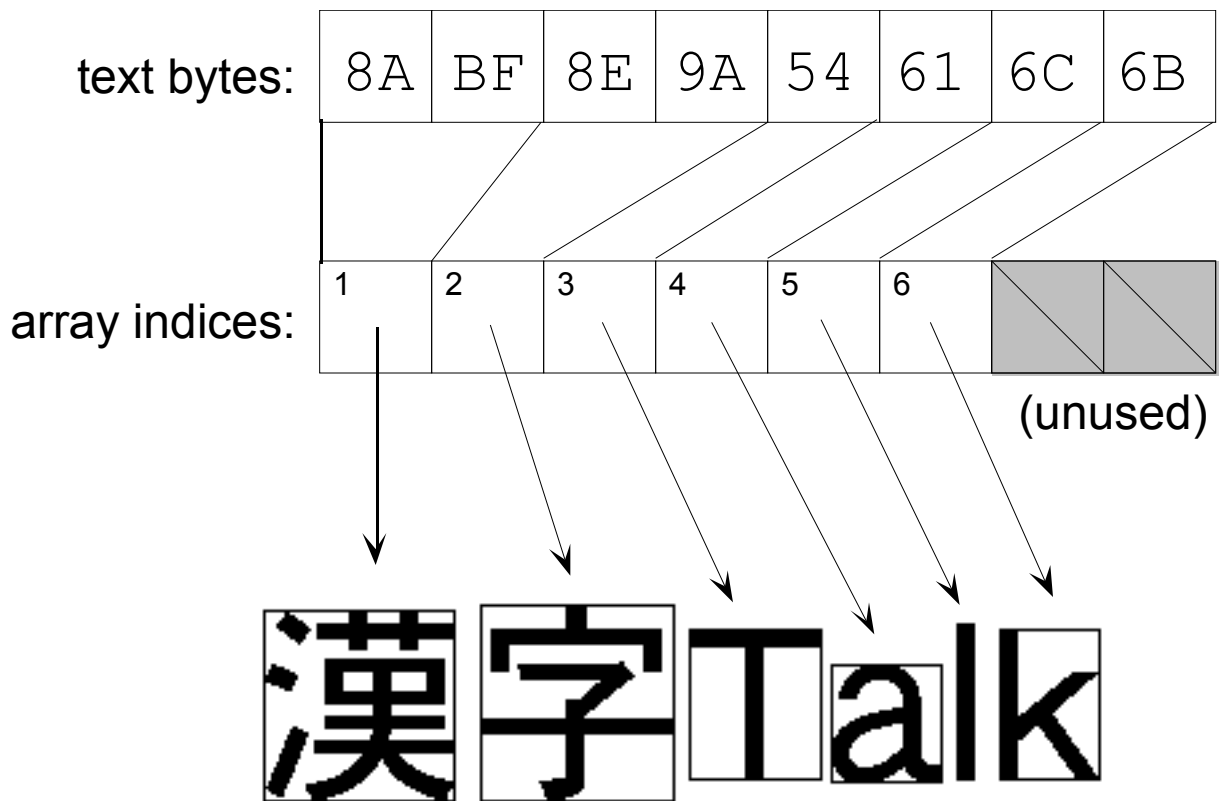 text bytes: 8A BF 8E 9A 54 61 6C 6B
array indices: 1 2 3 4 5 6
(unused)
漢字Talk